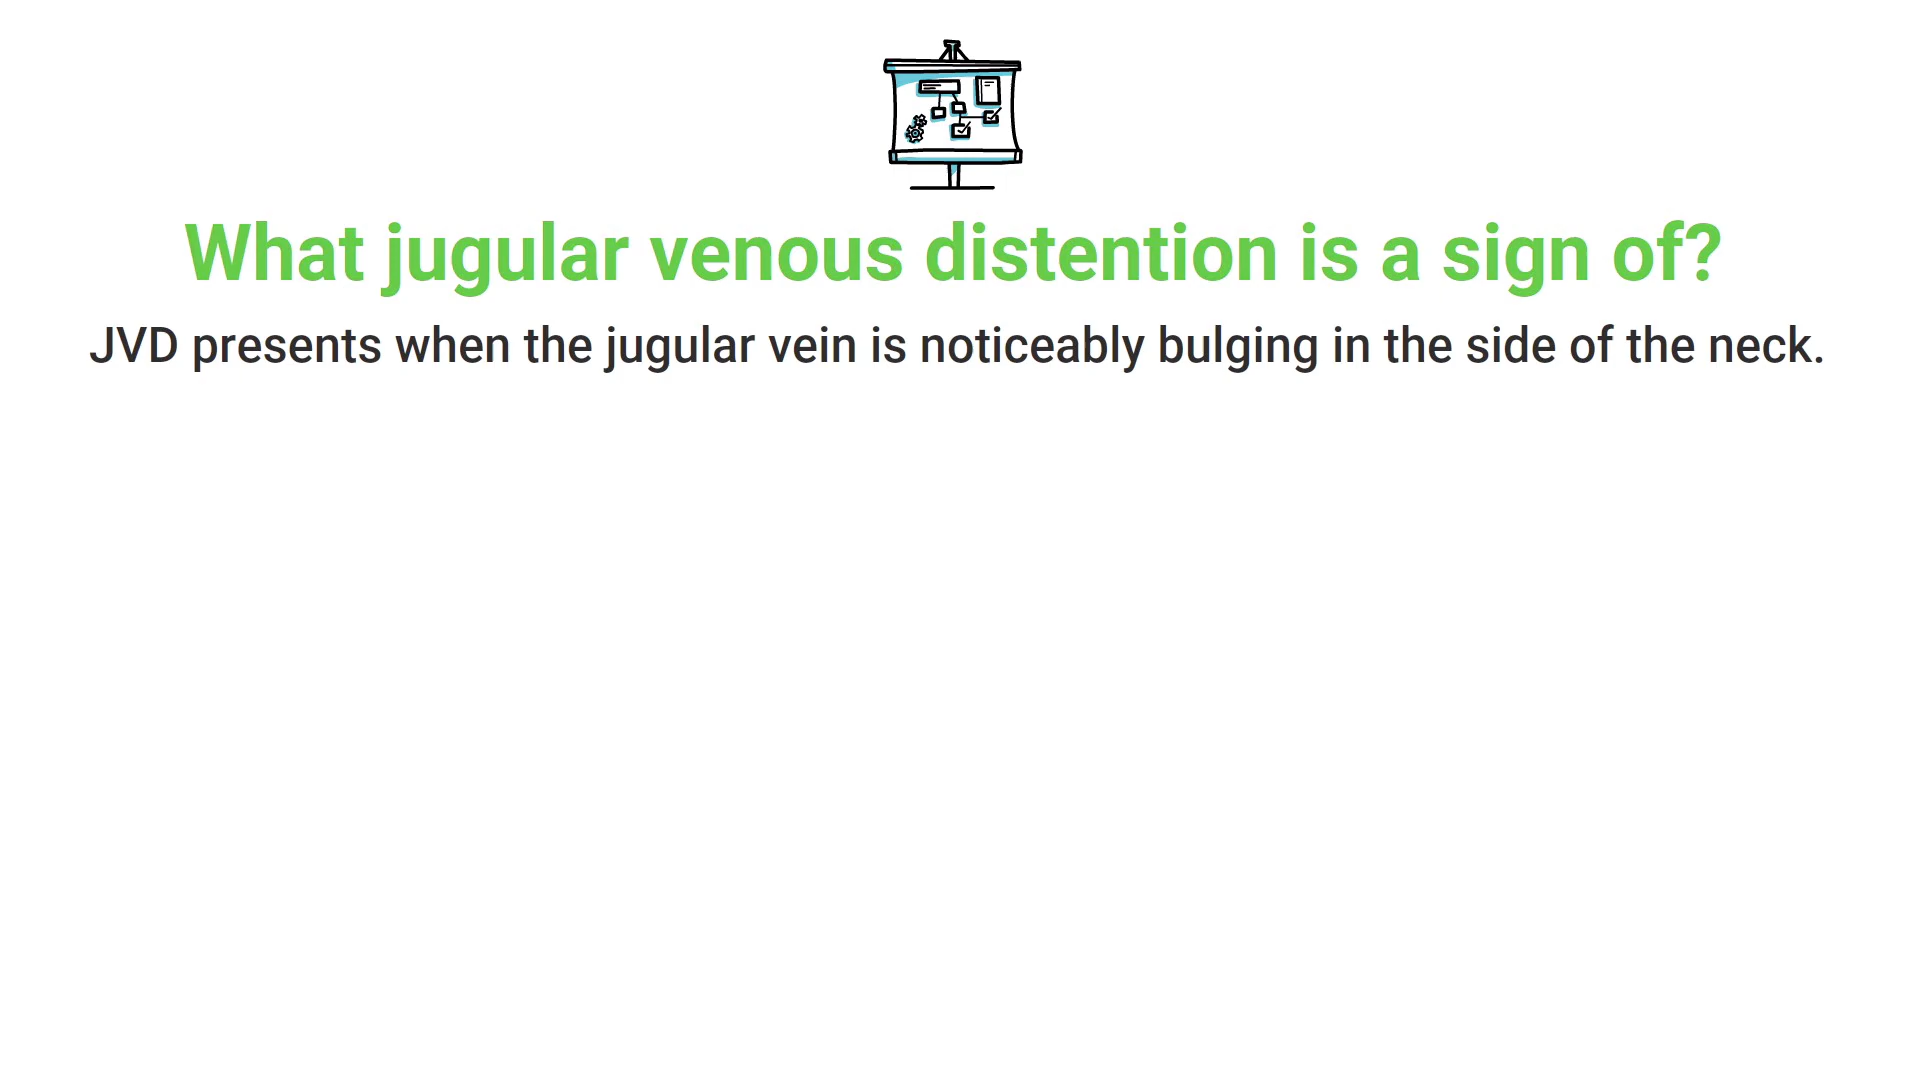 What jugular venous distention is a sign of?
JVD presents when the jugular vein is noticeably bulging in the side of the neck.